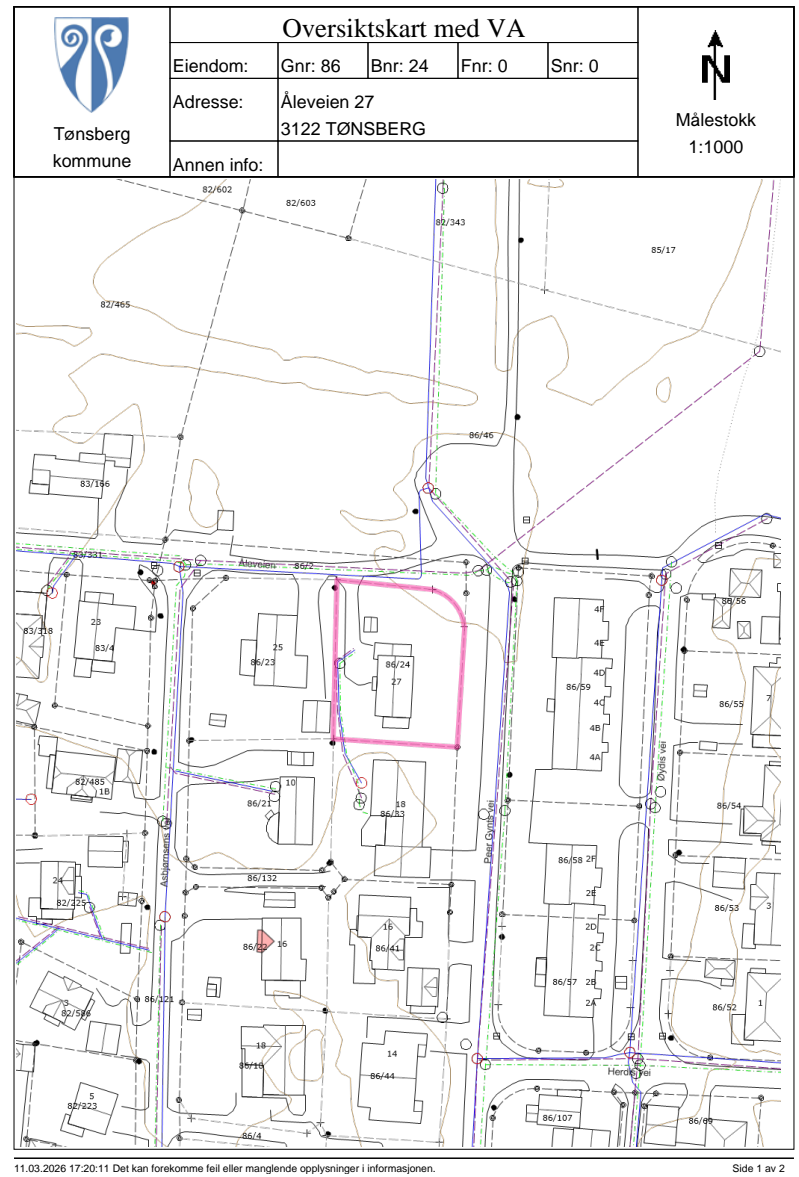 Oversiktskart med VA
Eiendom: Gnr: 86 Bnr: 24 Fnr: 0 Snr: 0
Adresse: Åleveien 27
3122 TØNSBERG
Annen info:
Tønsberg
kommune
N
Målestokk
1:1000
82/602
82/603
82/343
85/17
82/465
86/46
83/166
83/331
Åleveien 86/2
86/56
83/318
23
83/4
25
86/23
86/24
27
4F
4E
4D
86/59
4C
4B
4A
86/55
7
Øydis vei
82/485
1B
10
86/21
18
86/33
86/54
Peer Gynts vei
Asbjørnsens vei
86/58 2F
2E
24
82/225
86/132
86/53
3
16
86/41
2D
2C
86/22 16
86/57 2B
2A
3
82/586
86/121
86/52
1
18
86/10
14
86/44
Herdis vei
5
82/223
86/4
86/107
86/69
11.03.2026 17:20:11 Det kan forekomme feil eller manglende opplysninger i informasjonen.
Side 1 av 2